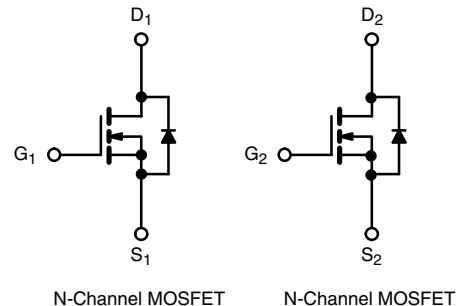 D1 D2
G1 G2
S1 S2
N-Channel MOSFET N-Channel MOSFET